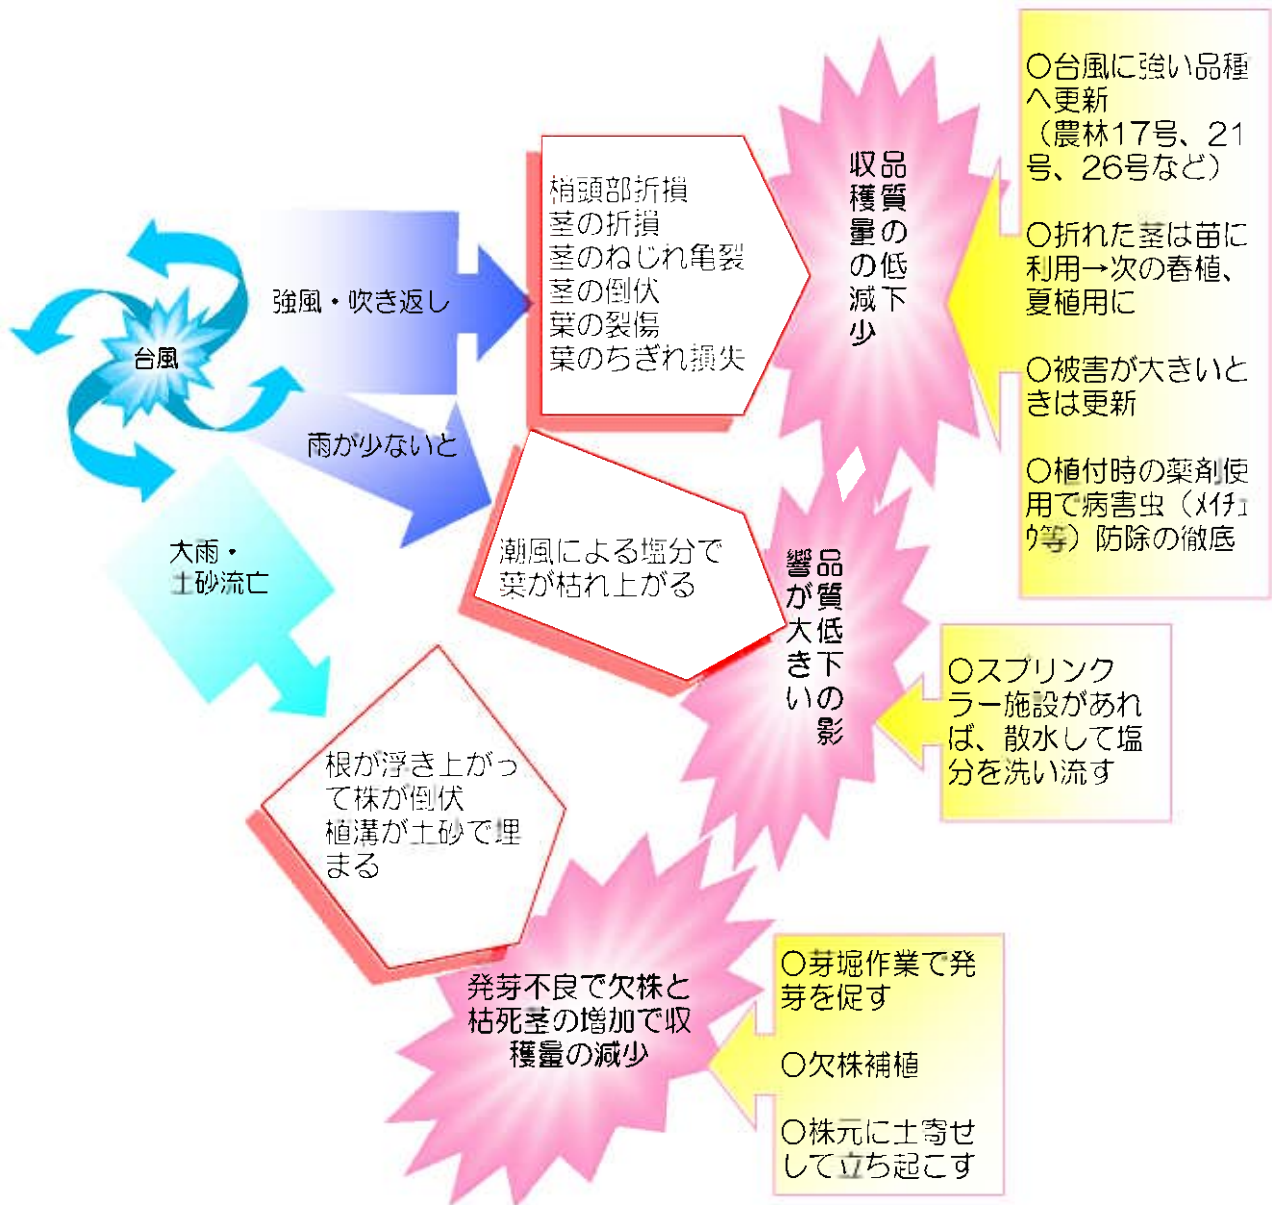 台風
強風・吹き返し
雨が少ないと
大雨・
土砂流亡
梢頭部折損
茎の折損
茎のねじれ亀裂
茎の倒伏
葉の裂傷
葉のちぎれ損失
品質の低下
収穫量の減少
○台風に強い品種
へ更新
（農林17号、21
号、26号など）
○折れた茎は苗に
利用→次の春植、
夏植用に
○被害が大きいと
きは更新
○植付時の薬剤使
用で病害虫（メイチュ
ウ等）防除の徹底
潮風による塩分で
葉が枯れ上がる
品質低下の影
響が大きい
○スプリンク
ラー施設があれ
ば、散水して塩
分を洗い流す
根が浮き上がっ
て株が倒伏
植溝が土砂で埋
まる
発芽不良で欠株と
枯死茎の増加で収
穫量の減少
○芽堀作業で発
芽を促す
○欠株補植
○株元に土寄せ
して立ち起こす